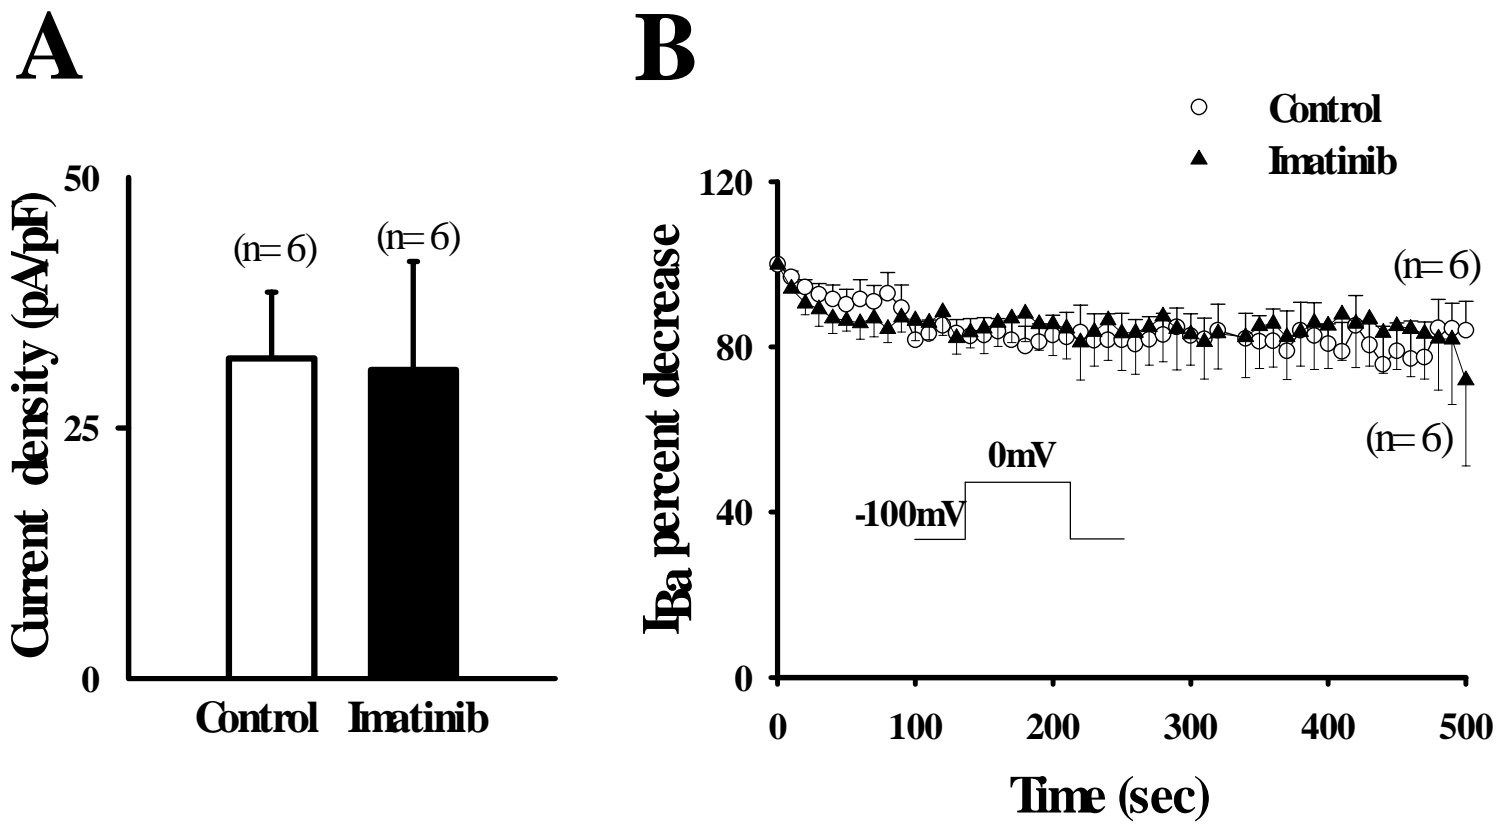 A
50
25
0
Current density (pA/pF)
(n=6)
(n=6)
Control
Imatinib
B
Control
Imatinib
120
80
40
0
IBa percent decrease
(n=6)
(n=6)
0mV
-100mV
0
100
200
300
400
500
Time (sec)